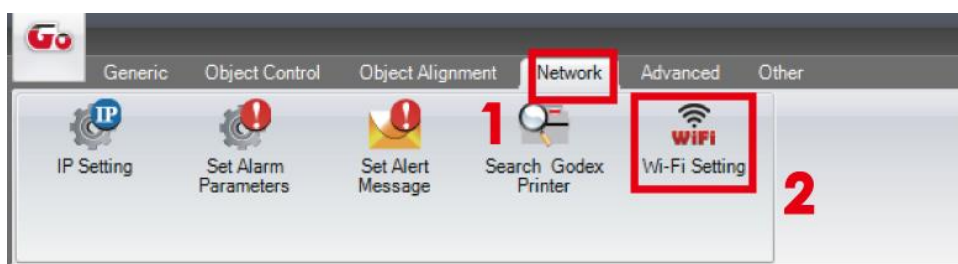 Go
Generic Object Control Object Alignment Network Advanced Other
1
IP
WiFi
IP Setting Set Alarm Parameters Set Alert Message Search Godex Printer Wi-Fi Setting
2